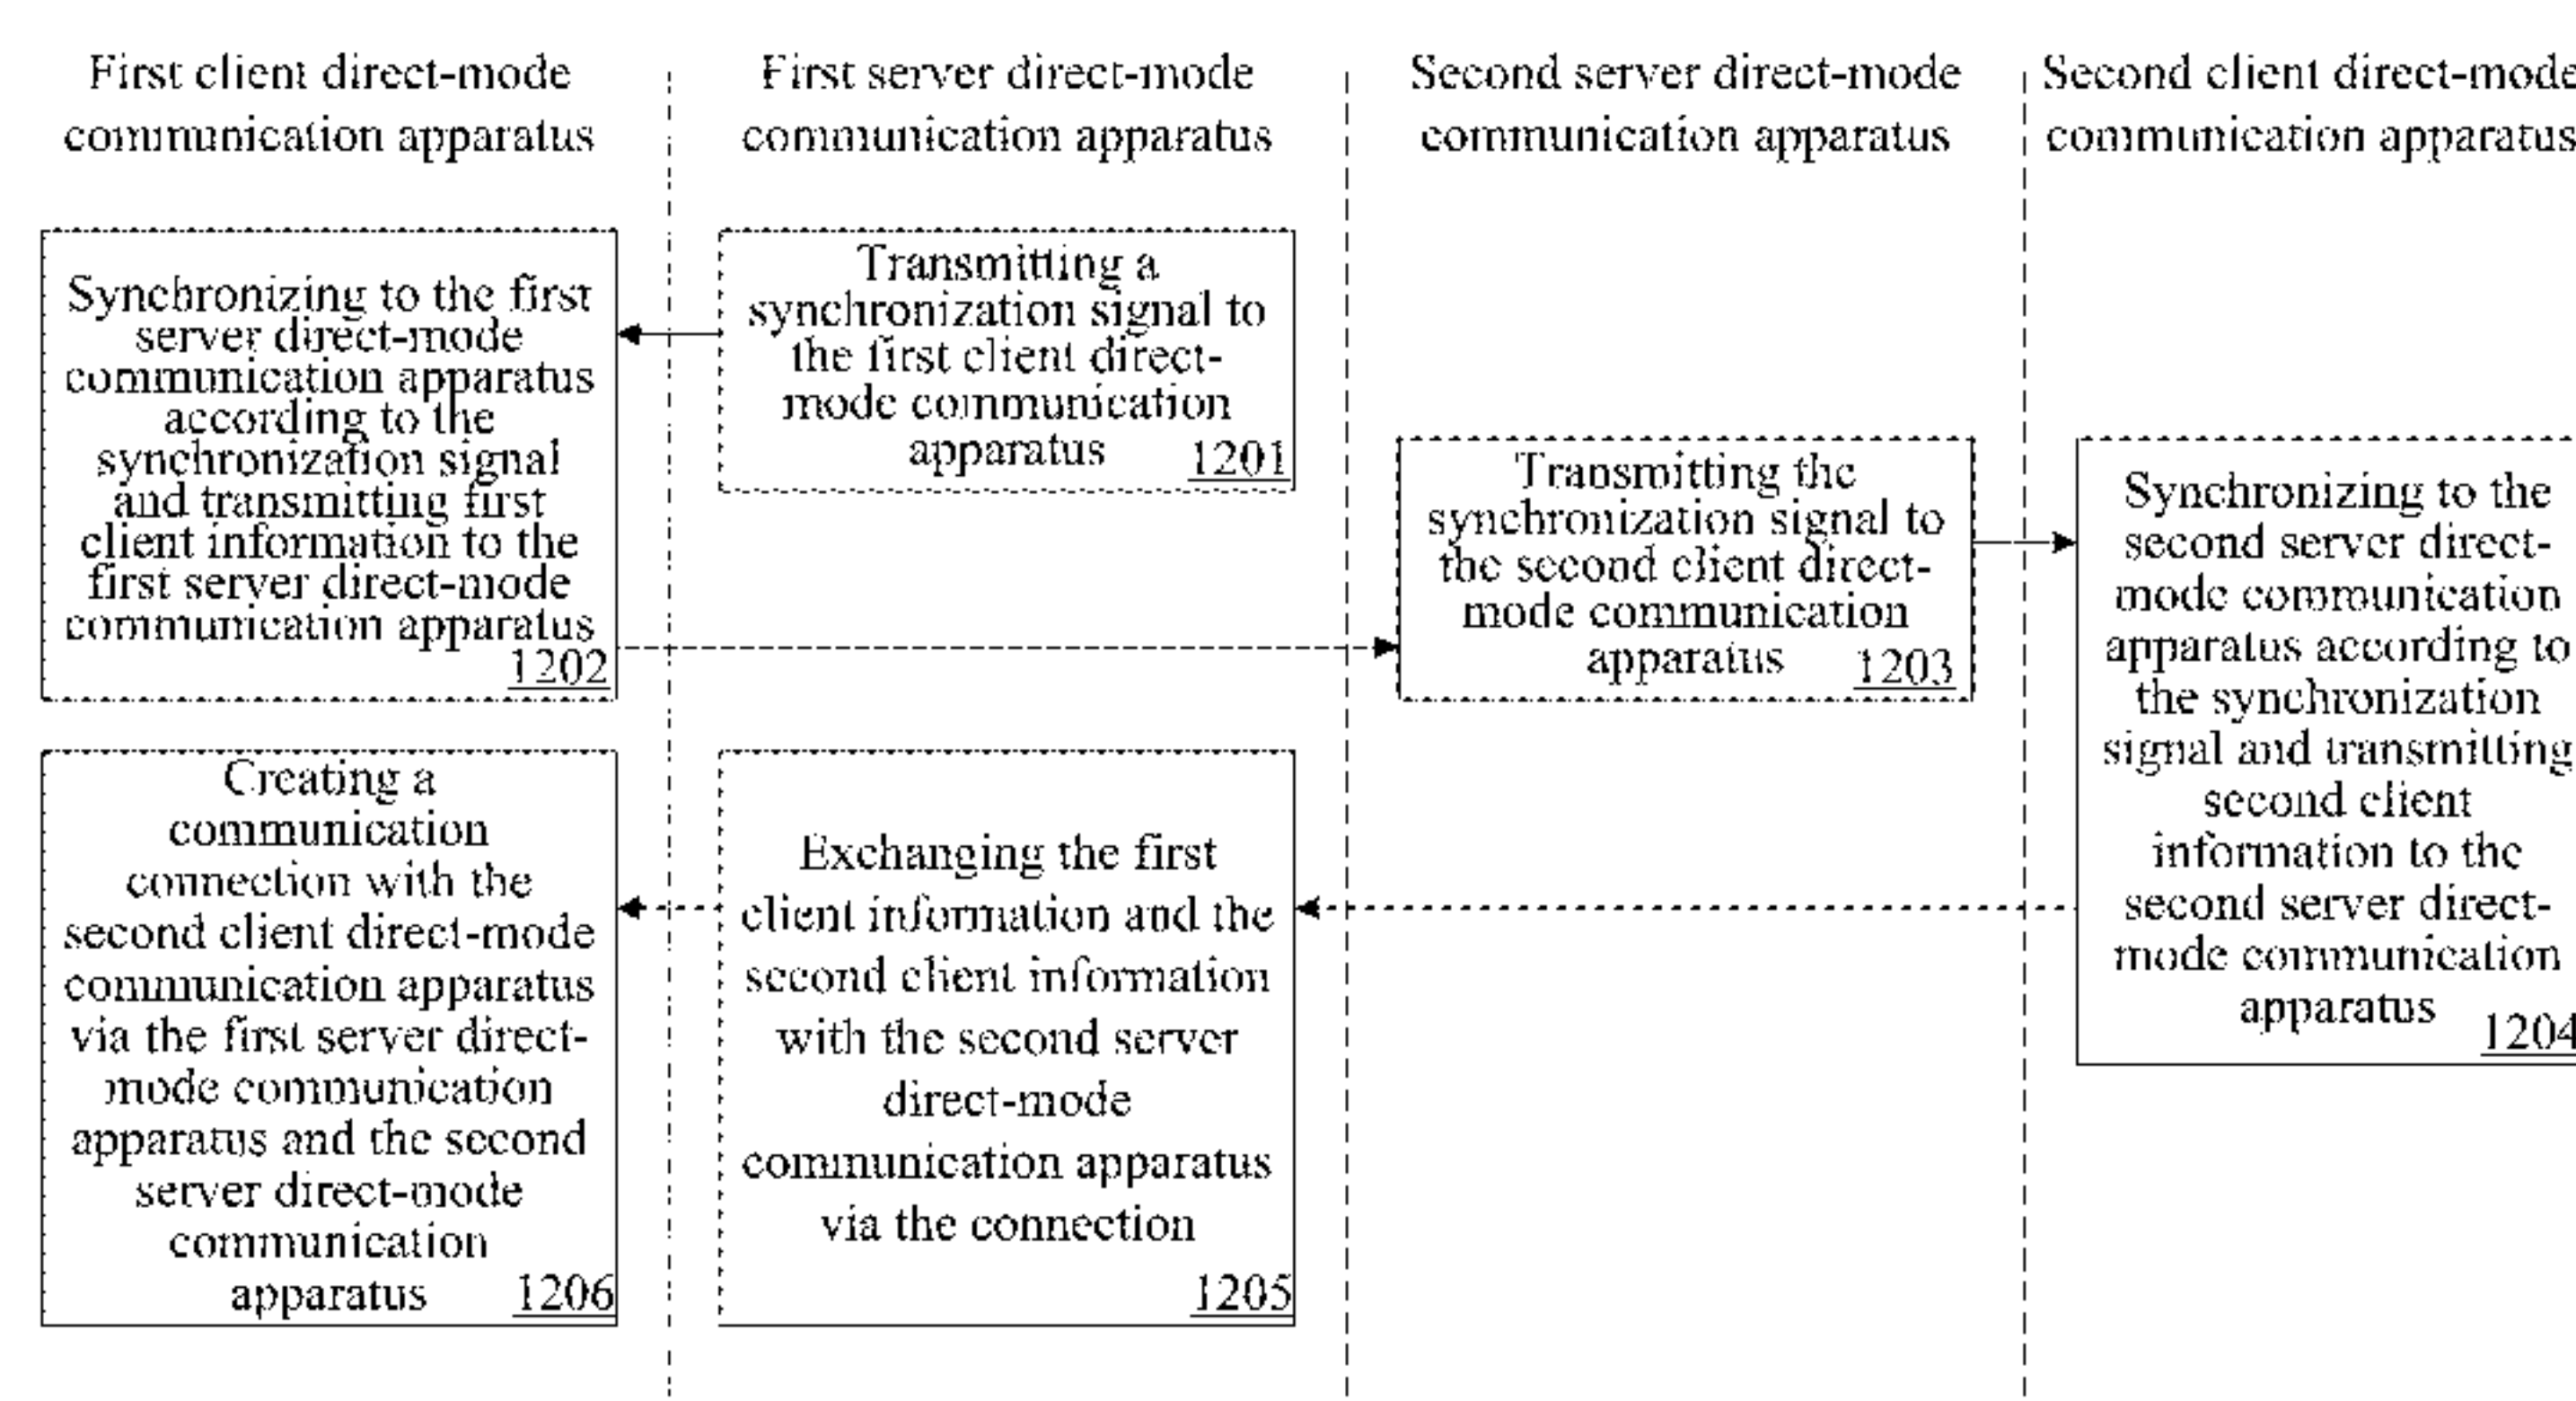 First client direct-mode
communication apparatus
First server direct-mode
communication apparatus
Second server direct-mode
communication apparatus
Second client direct-mode
communication apparatus
Synchronizing to the first
server direct-mode
communication apparatus
according to the
synchronization signal
and transmitting first
client information to the
first server direct-mode
communication apparatus
1202
Transmitting a
synchronization signal to
the first client direct-
mode communication
apparatus
1201
Transmitting the
synchronization signal to
the second client direct-
mode communication
apparatus
1203
Synchronizing to the
second server direct-
mode communication
apparatus according to
the synchronization
signal and transmitting
second client
information to the
second server direct-
mode communication
apparatus
1204
Creating a
communication
connection with the
second client direct-mode
communication apparatus
via the first server direct-
mode communication
apparatus and the second
server direct-mode
communication
apparatus
1206
Exchanging the first
client information and the
second client information
with the second server
direct-mode
communication apparatus
via the connection
1205